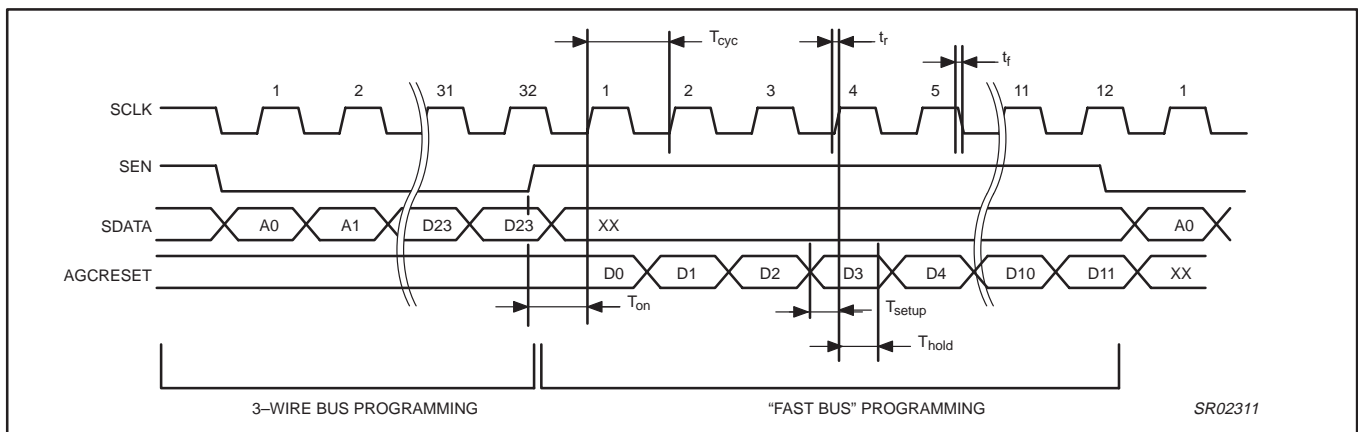 Tcyc
tr
tf
1 2 31 32 1 2 3 4 5 11 12 1
SCLK
SEN
SDATA A0 A1 D23 D23 XX A0
AGCRESET D0 D1 D2 D3 D4 D10 D11 XX
Ton
Tsetup
Thold
3–WIRE BUS PROGRAMMING
"FAST BUS" PROGRAMMING
SR02311